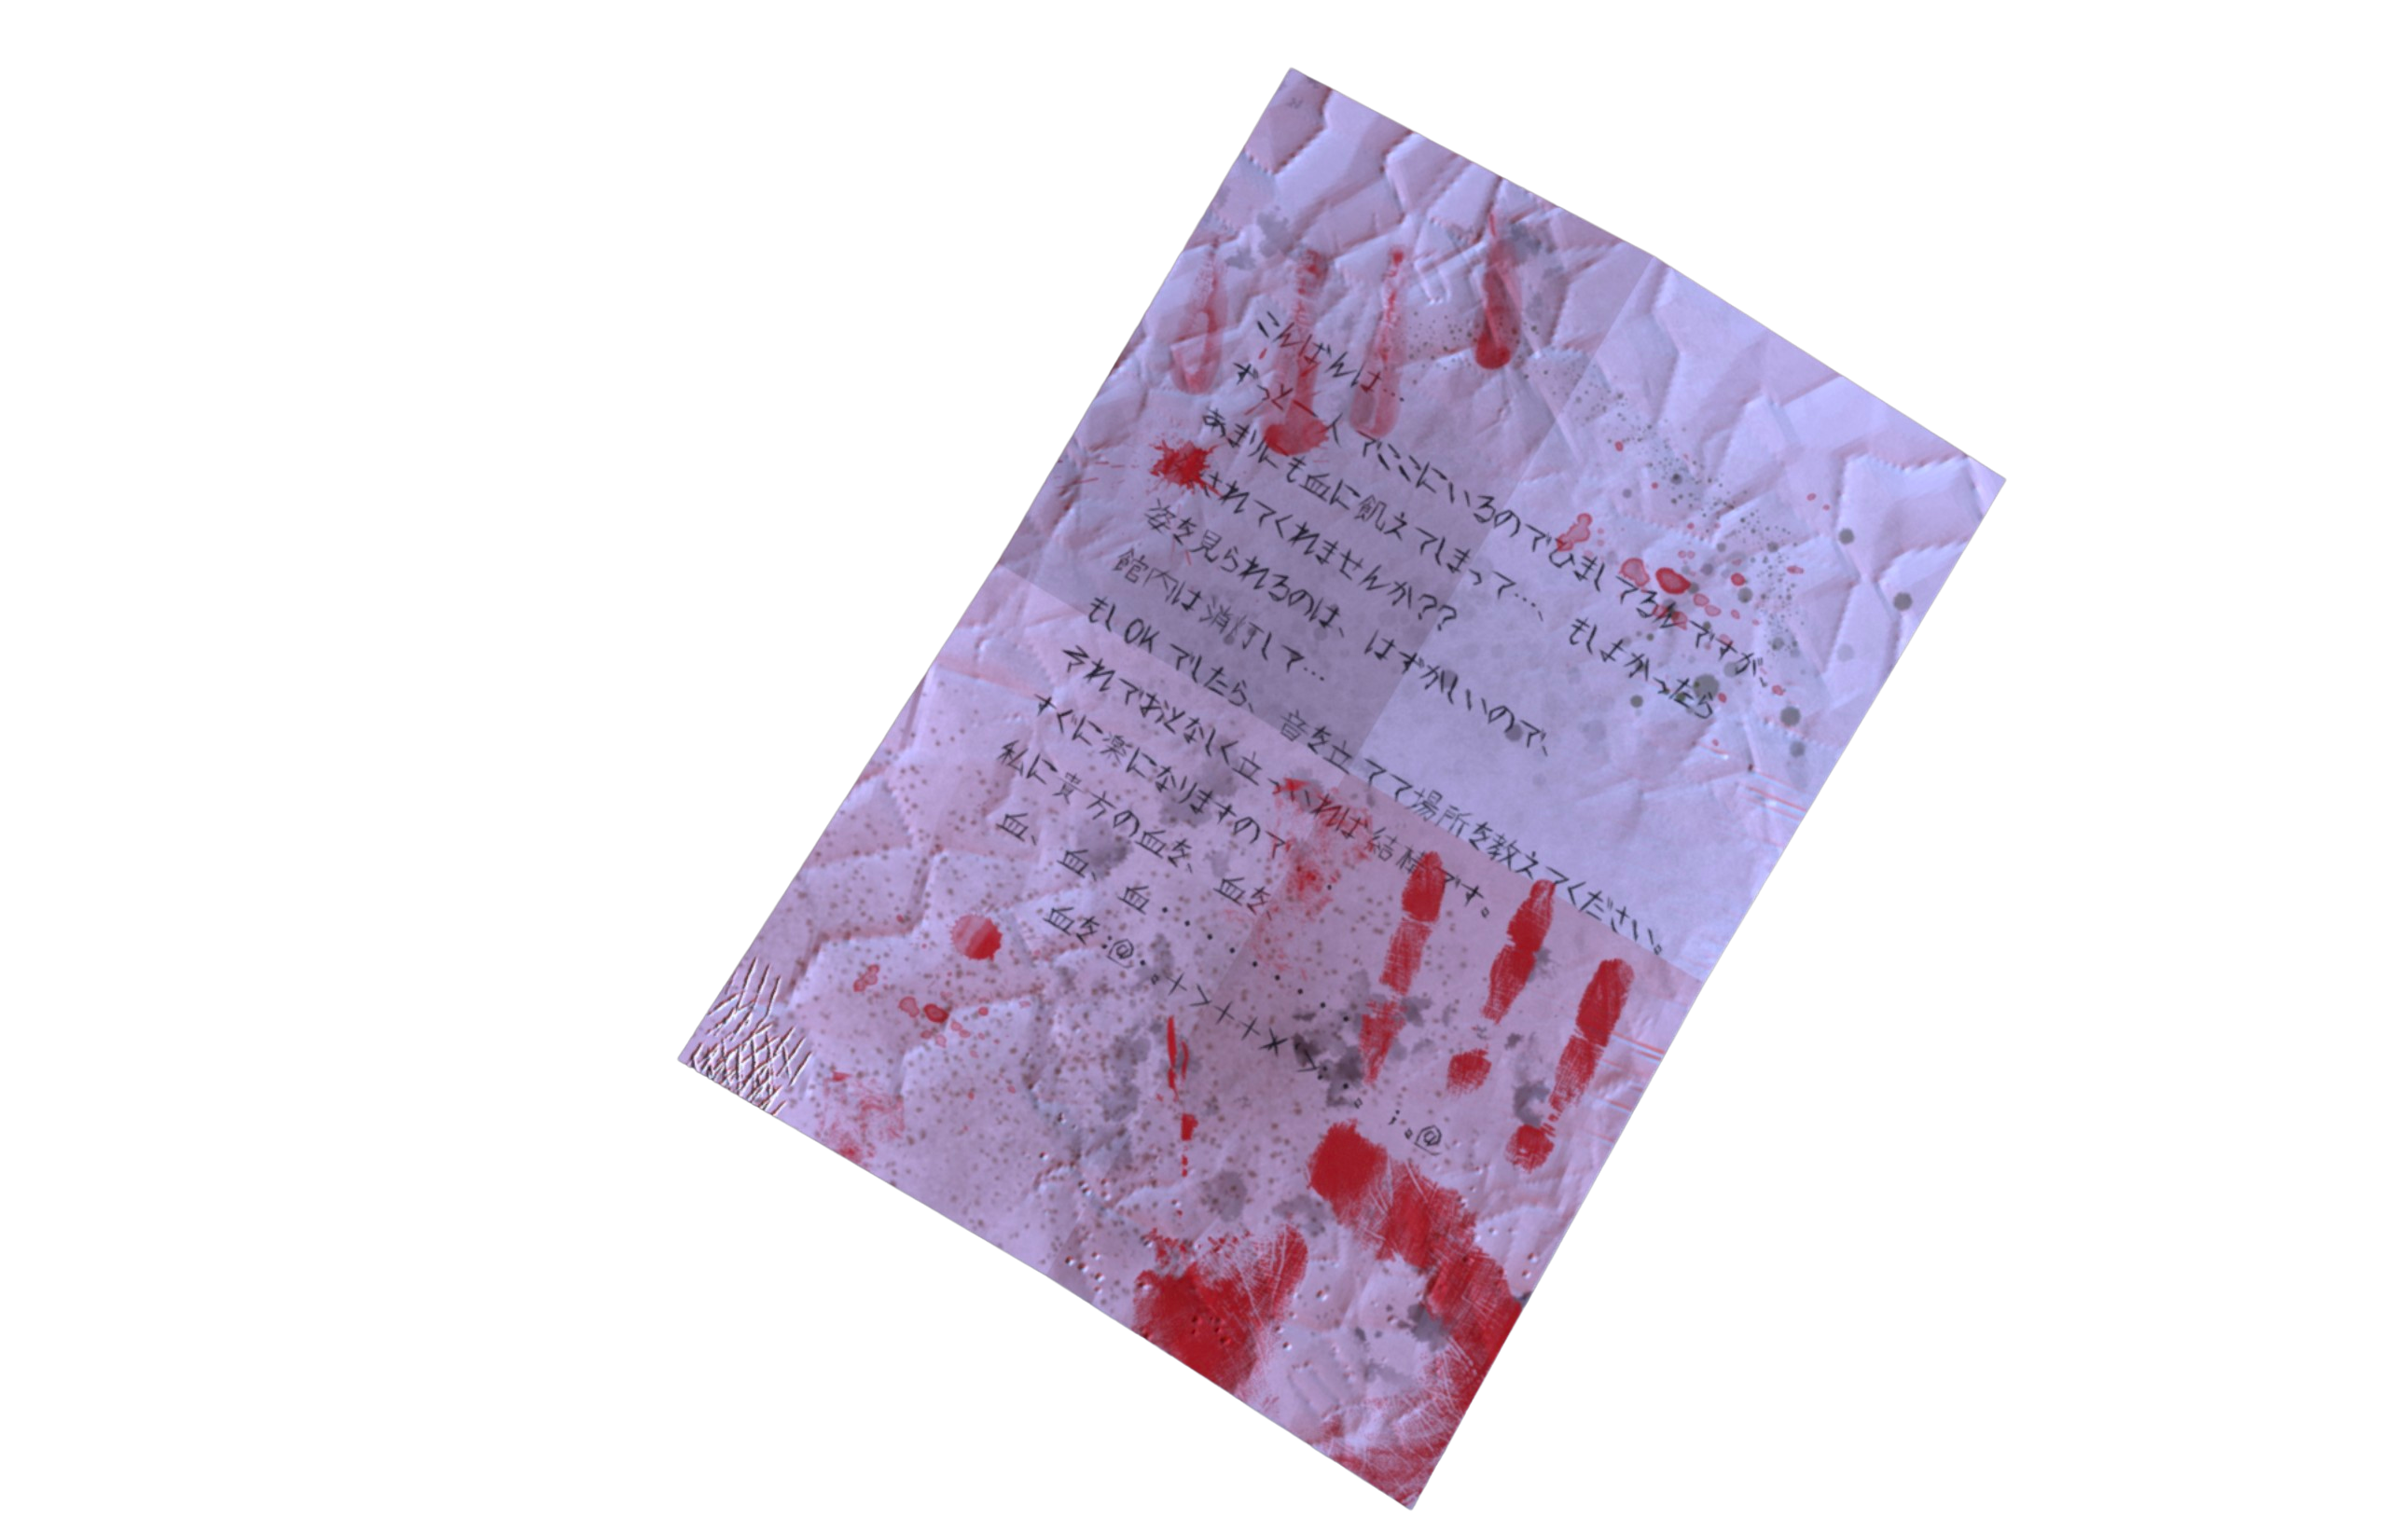 こんばんは…
ずっと一人でここにいるのでひましてるんですが、
あまりにも血に飢えてしまって…、もしよかったら
されてくれませんか??
姿を見られるのは、はずかしいので、
館内は消灯して…
もしOKでしたら、音を立てて場所を教えてください。
それでおとなしく立っていれば結構です。
すぐに楽になりますので
私に貴方の血を、血を、
血、血、血・・・・・・・・・・
血を:@・。+>++×>:・。;。@